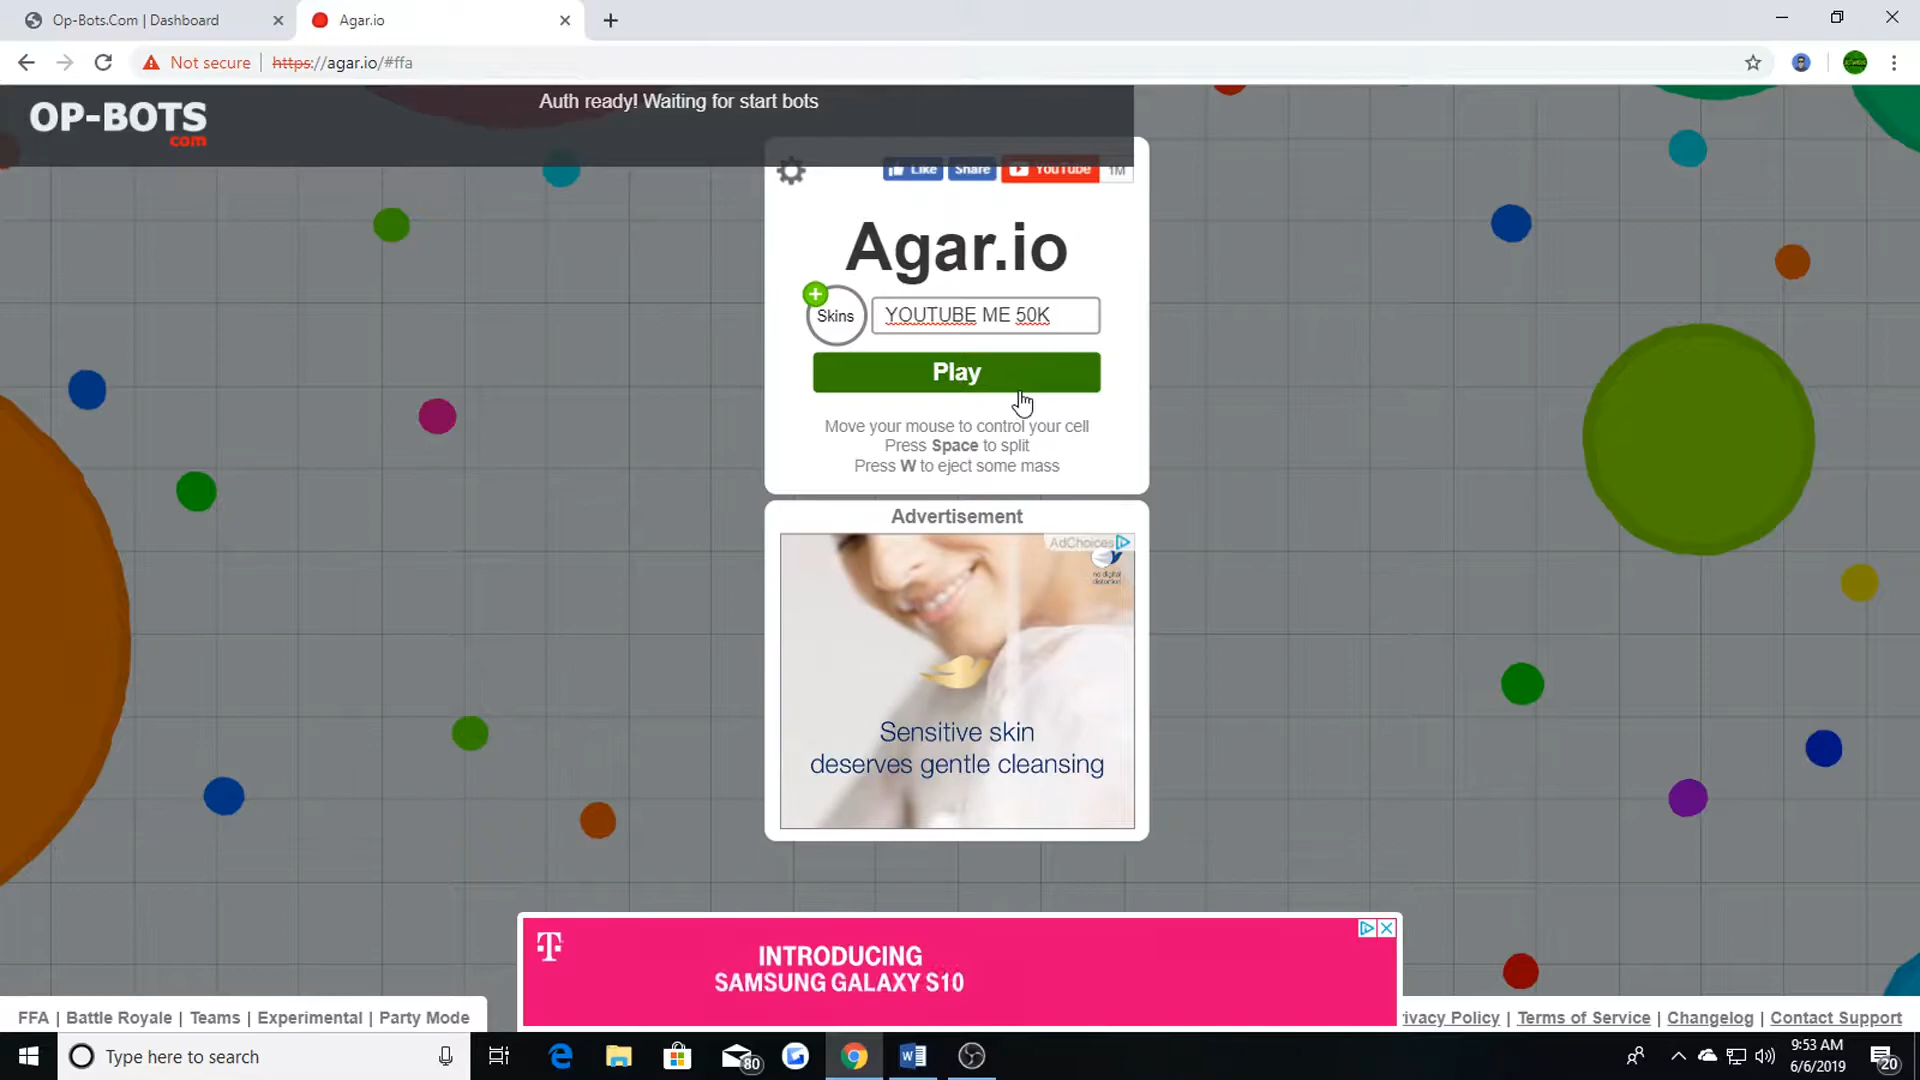 Op-Bots.Com | Dashboard
Agar.io
Not secure
https://agar.io/#ffa
OP-BOTS
com
Auth ready! Waiting for start bots
Like
Share
YouTube
1M
Agar.io
Skins
YOUTUBE ME 50K
Play
Move your mouse to control your cell
Press Space to split
Press W to eject some mass
Advertisement
AdChoices
no digital
distortion
Sensitive skin
deserves gentle cleansing
INTRODUCING
SAMSUNG GALAXY S10
FFA | Battle Royale | Teams | Experimental | Party Mode
rivacy Policy | Terms of Service | Changelog | Contact Support
Type here to search
80
9:53 AM
6/6/2019
20